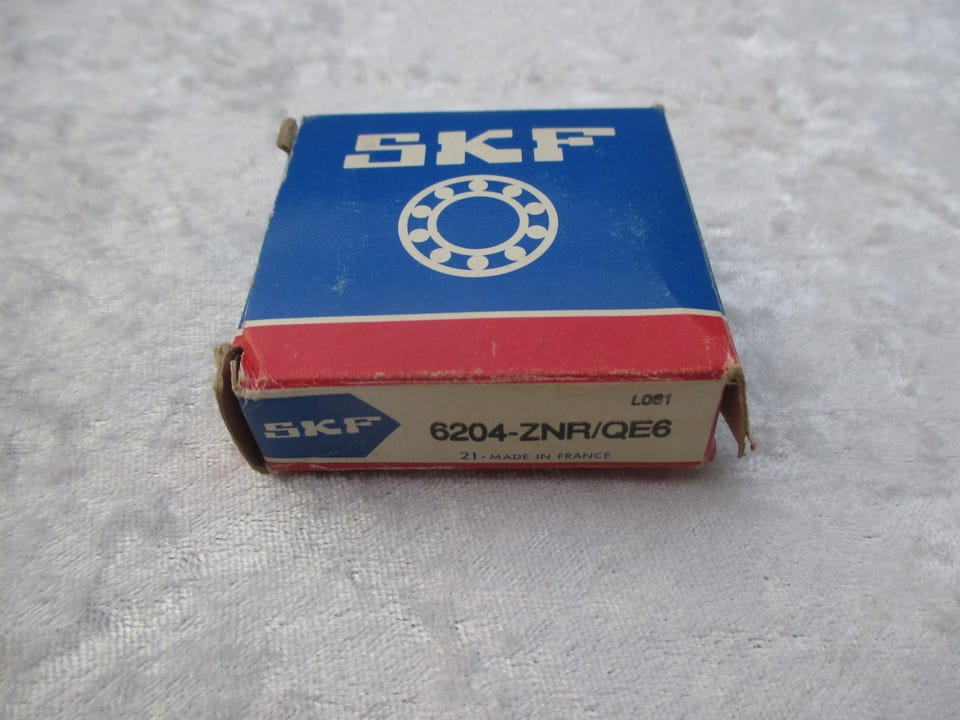 SKF
L081
SKF
6204-ZNR/QE6
21- MADE IN FRANCE